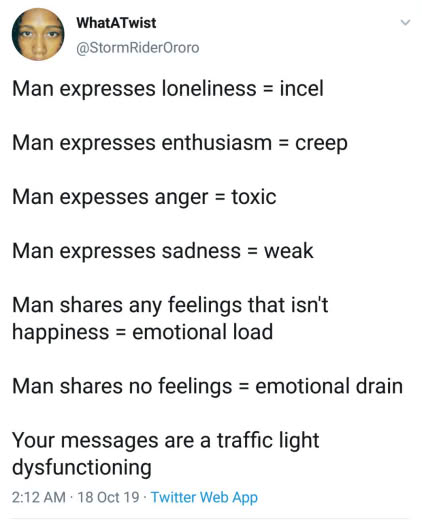 WhatATwist
@StormRiderOroro
Man expresses loneliness = incel
Man expresses enthusiasm = creep
Man expesses anger = toxic
Man expresses sadness = weak
Man shares any feelings that isn't
happiness = emotional load
Man shares no feelings = emotional drain
Your messages are a traffic light
dysfunctioning
2:12 AM · 18 Oct 19 · Twitter Web App